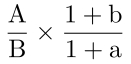 A/B × (1 + b)/(1 + a)